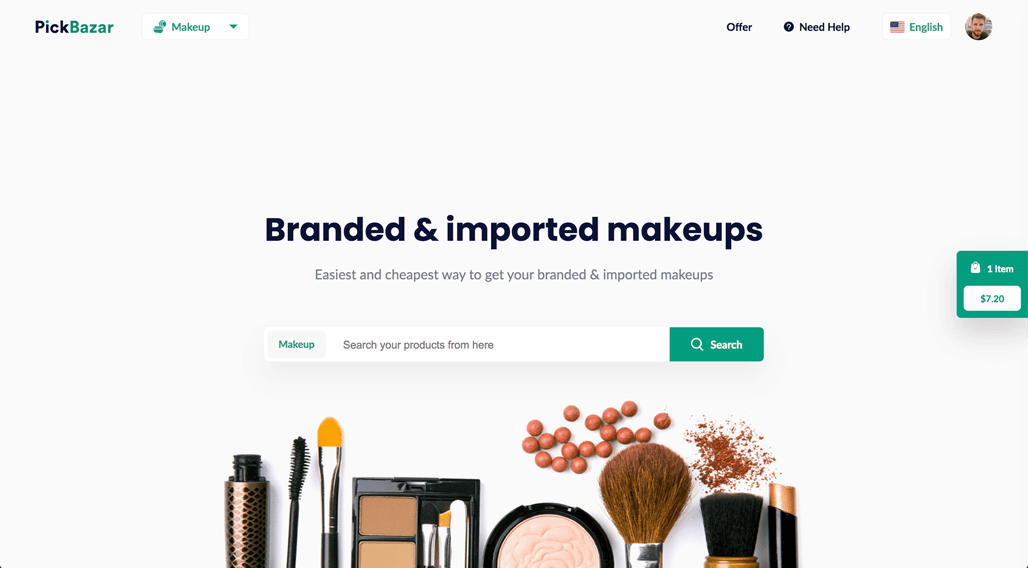 PickBazar
Makeup
Offer
Need Help
English
Branded & imported makeups
Easiest and cheapest way to get your branded & imported makeups
1 Item
$7.20
Makeup
Search your products from here
Search